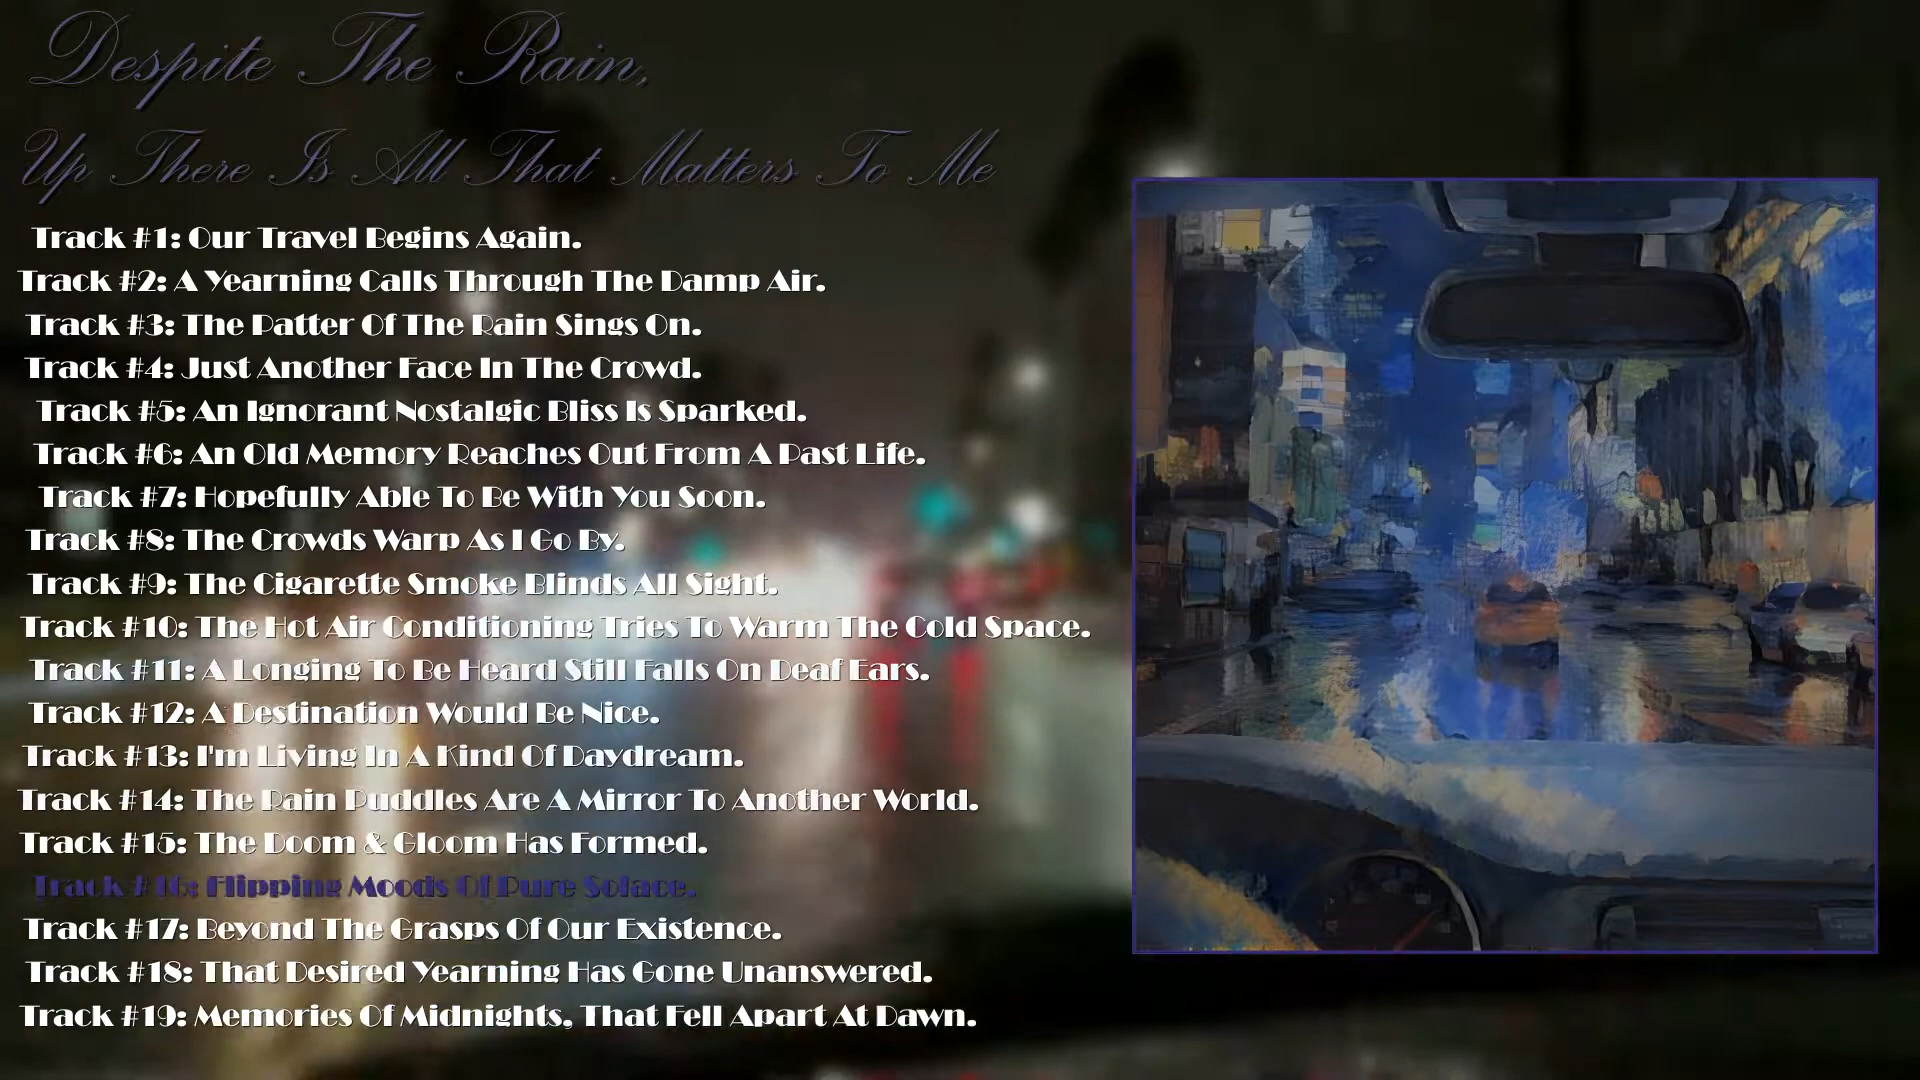 Despite The Rain,
Up There Is All That Matters To Me
Track #1: Our Travel Begins Again.
Track #2: A Yearning Calls Through The Damp Air.
Track #3: The Patter Of The Rain Sings On.
Track #4: Just Another Face In The Crowd.
Track #5: An Ignorant Nostalgic Bliss Is Sparked.
Track #6: An Old Memory Reaches Out From A Past Life.
Track #7: Hopefully Able To Be With You Soon.
Track #8: The Crowds Warp As I Go By.
Track #9: The Cigarette Smoke Blinds All Sight.
Track #10: The Hot Air Conditioning Tries To Warm The Cold Space.
Track #11: A Longing To Be Heard Still Falls On Deaf Ears.
Track #12: A Destination Would Be Nice.
Track #13: I'm Living In A Kind Of Daydream.
Track #14: The Rain Puddles Are A Mirror To Another World.
Track #15: The Doom & Gloom Has Formed.
Track #16: Flipping Moods Of Pure Solace.
Track #17: Beyond The Grasps Of Our Existence.
Track #18: That Desired Yearning Has Gone Unanswered.
Track #19: Memories Of Midnights, That Fell Apart At Dawn.